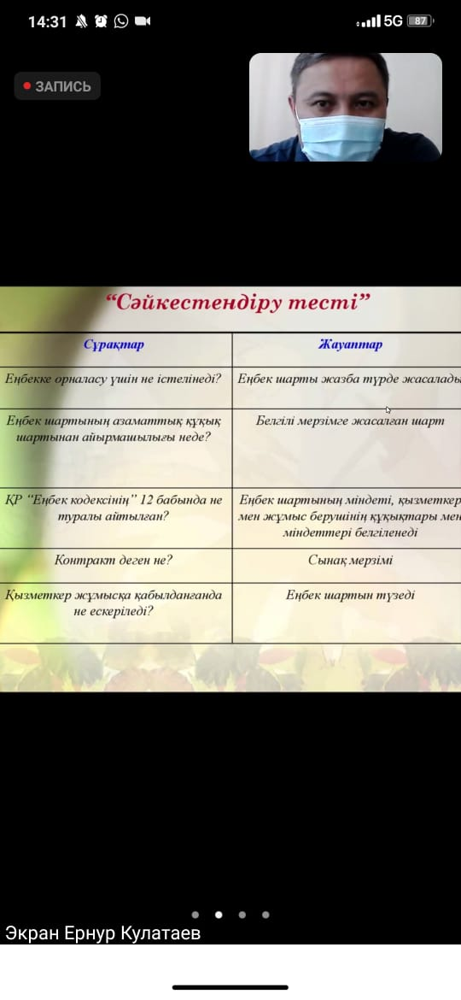 14:31
5G
87
ЗАПИСЬ
“Сәйкестендіру тесті”
Сұрақтар
Жауаптар
Еңбекке орналасу үшін не істелінеді?
Еңбек шарты жазба түрде жасалады
Еңбек шартының азаматтық құқық
шартынан айырмашылығы неде?
Белгілі мерзімге жасалған шарт
ҚР “Еңбек кодексінің” 12 бабында не
туралы айтылған?
Еңбек шартының міндеті, қызметкер
мен жұмыс берушінің құқықтары мен
міндеттері белгіленеді
Контракт деген не?
Сынақ мерзімі
Қызметкер жұмысқа қабылданғанда
не ескеріледі?
Еңбек шартын түзеді
Экран Ернур Кулатаев